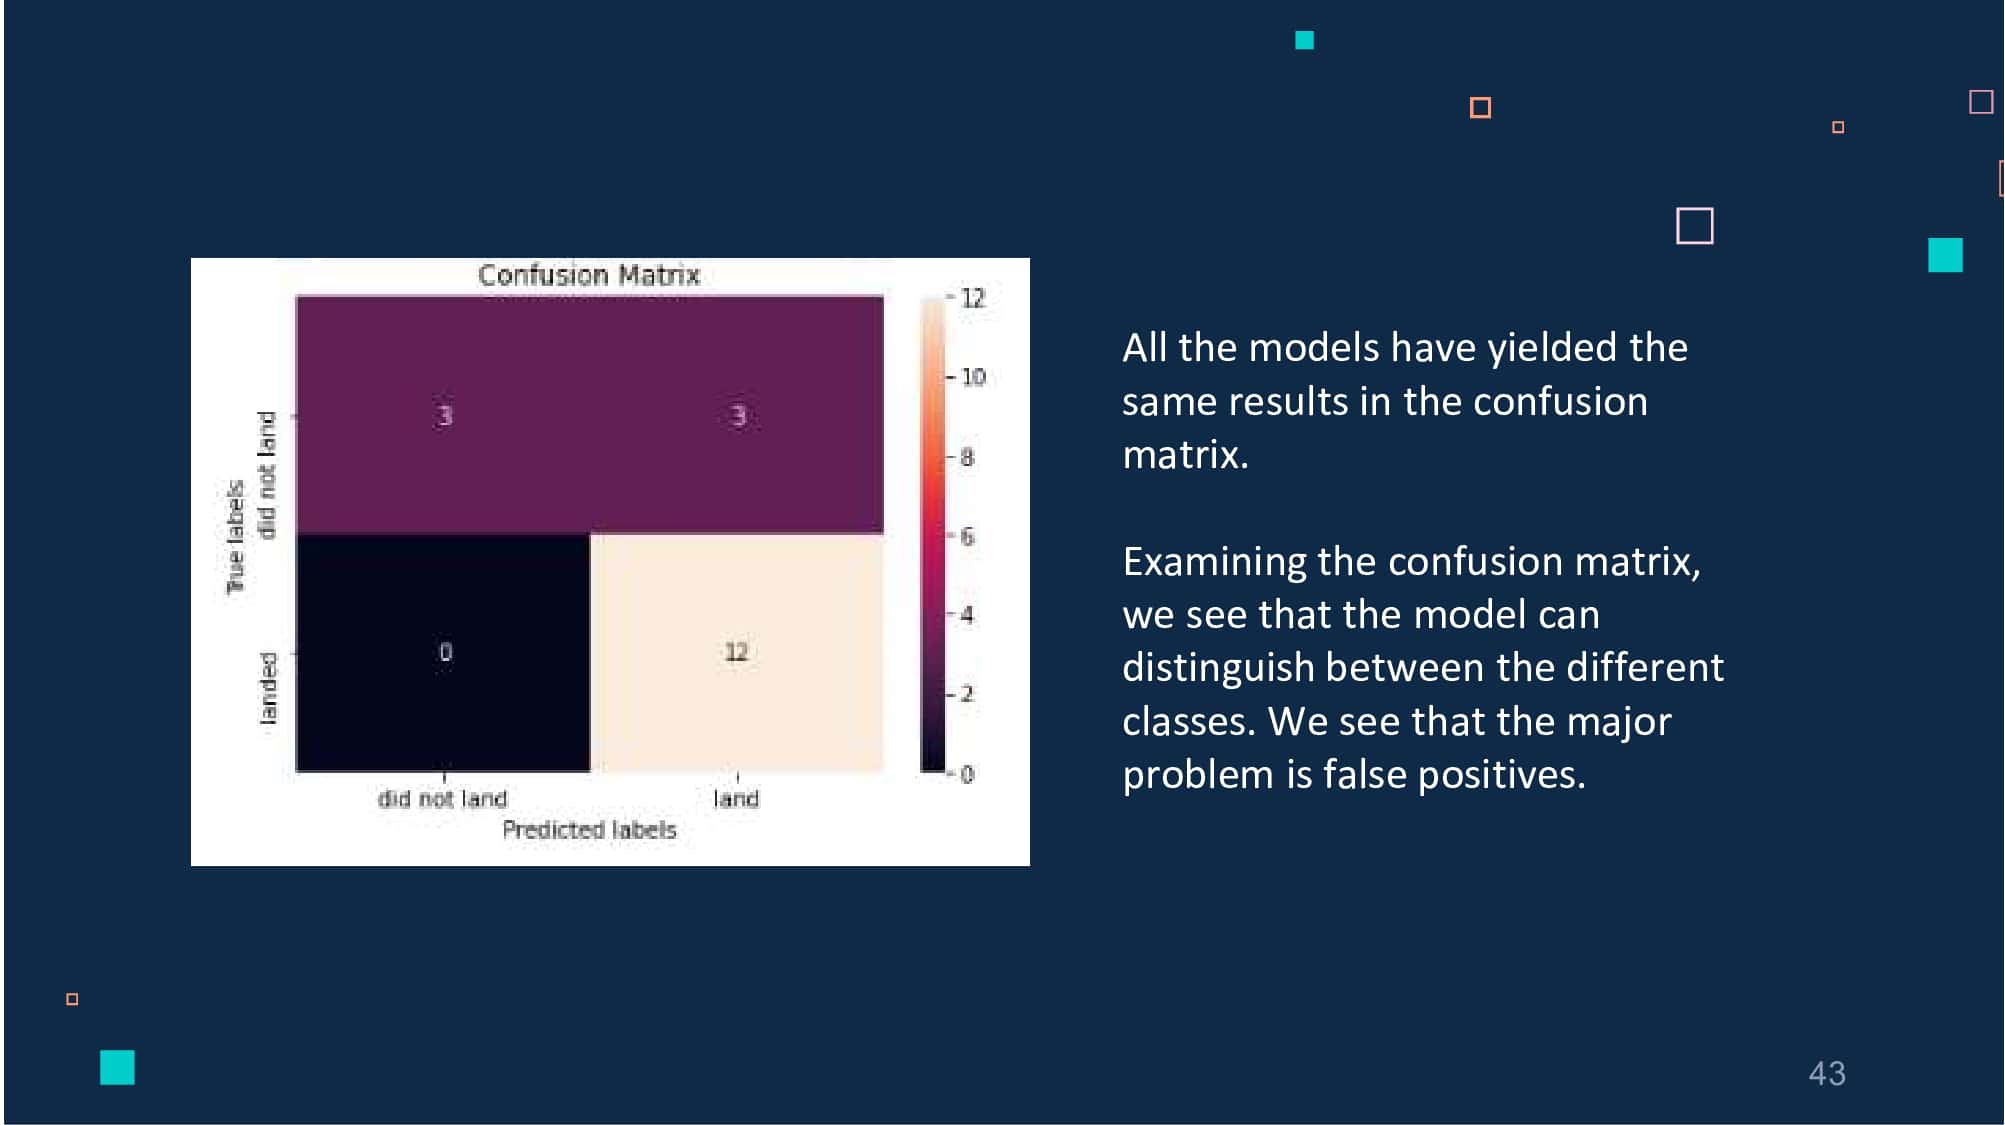 Confusion Matrix
True labels
did not land
landed
3
3
0
12
did not land
land
Predicted labels
12
10
8
6
4
2
0
All the models have yielded the
same results in the confusion
matrix.
Examining the confusion matrix,
we see that the model can
distinguish between the different
classes. We see that the major
problem is false positives.
43